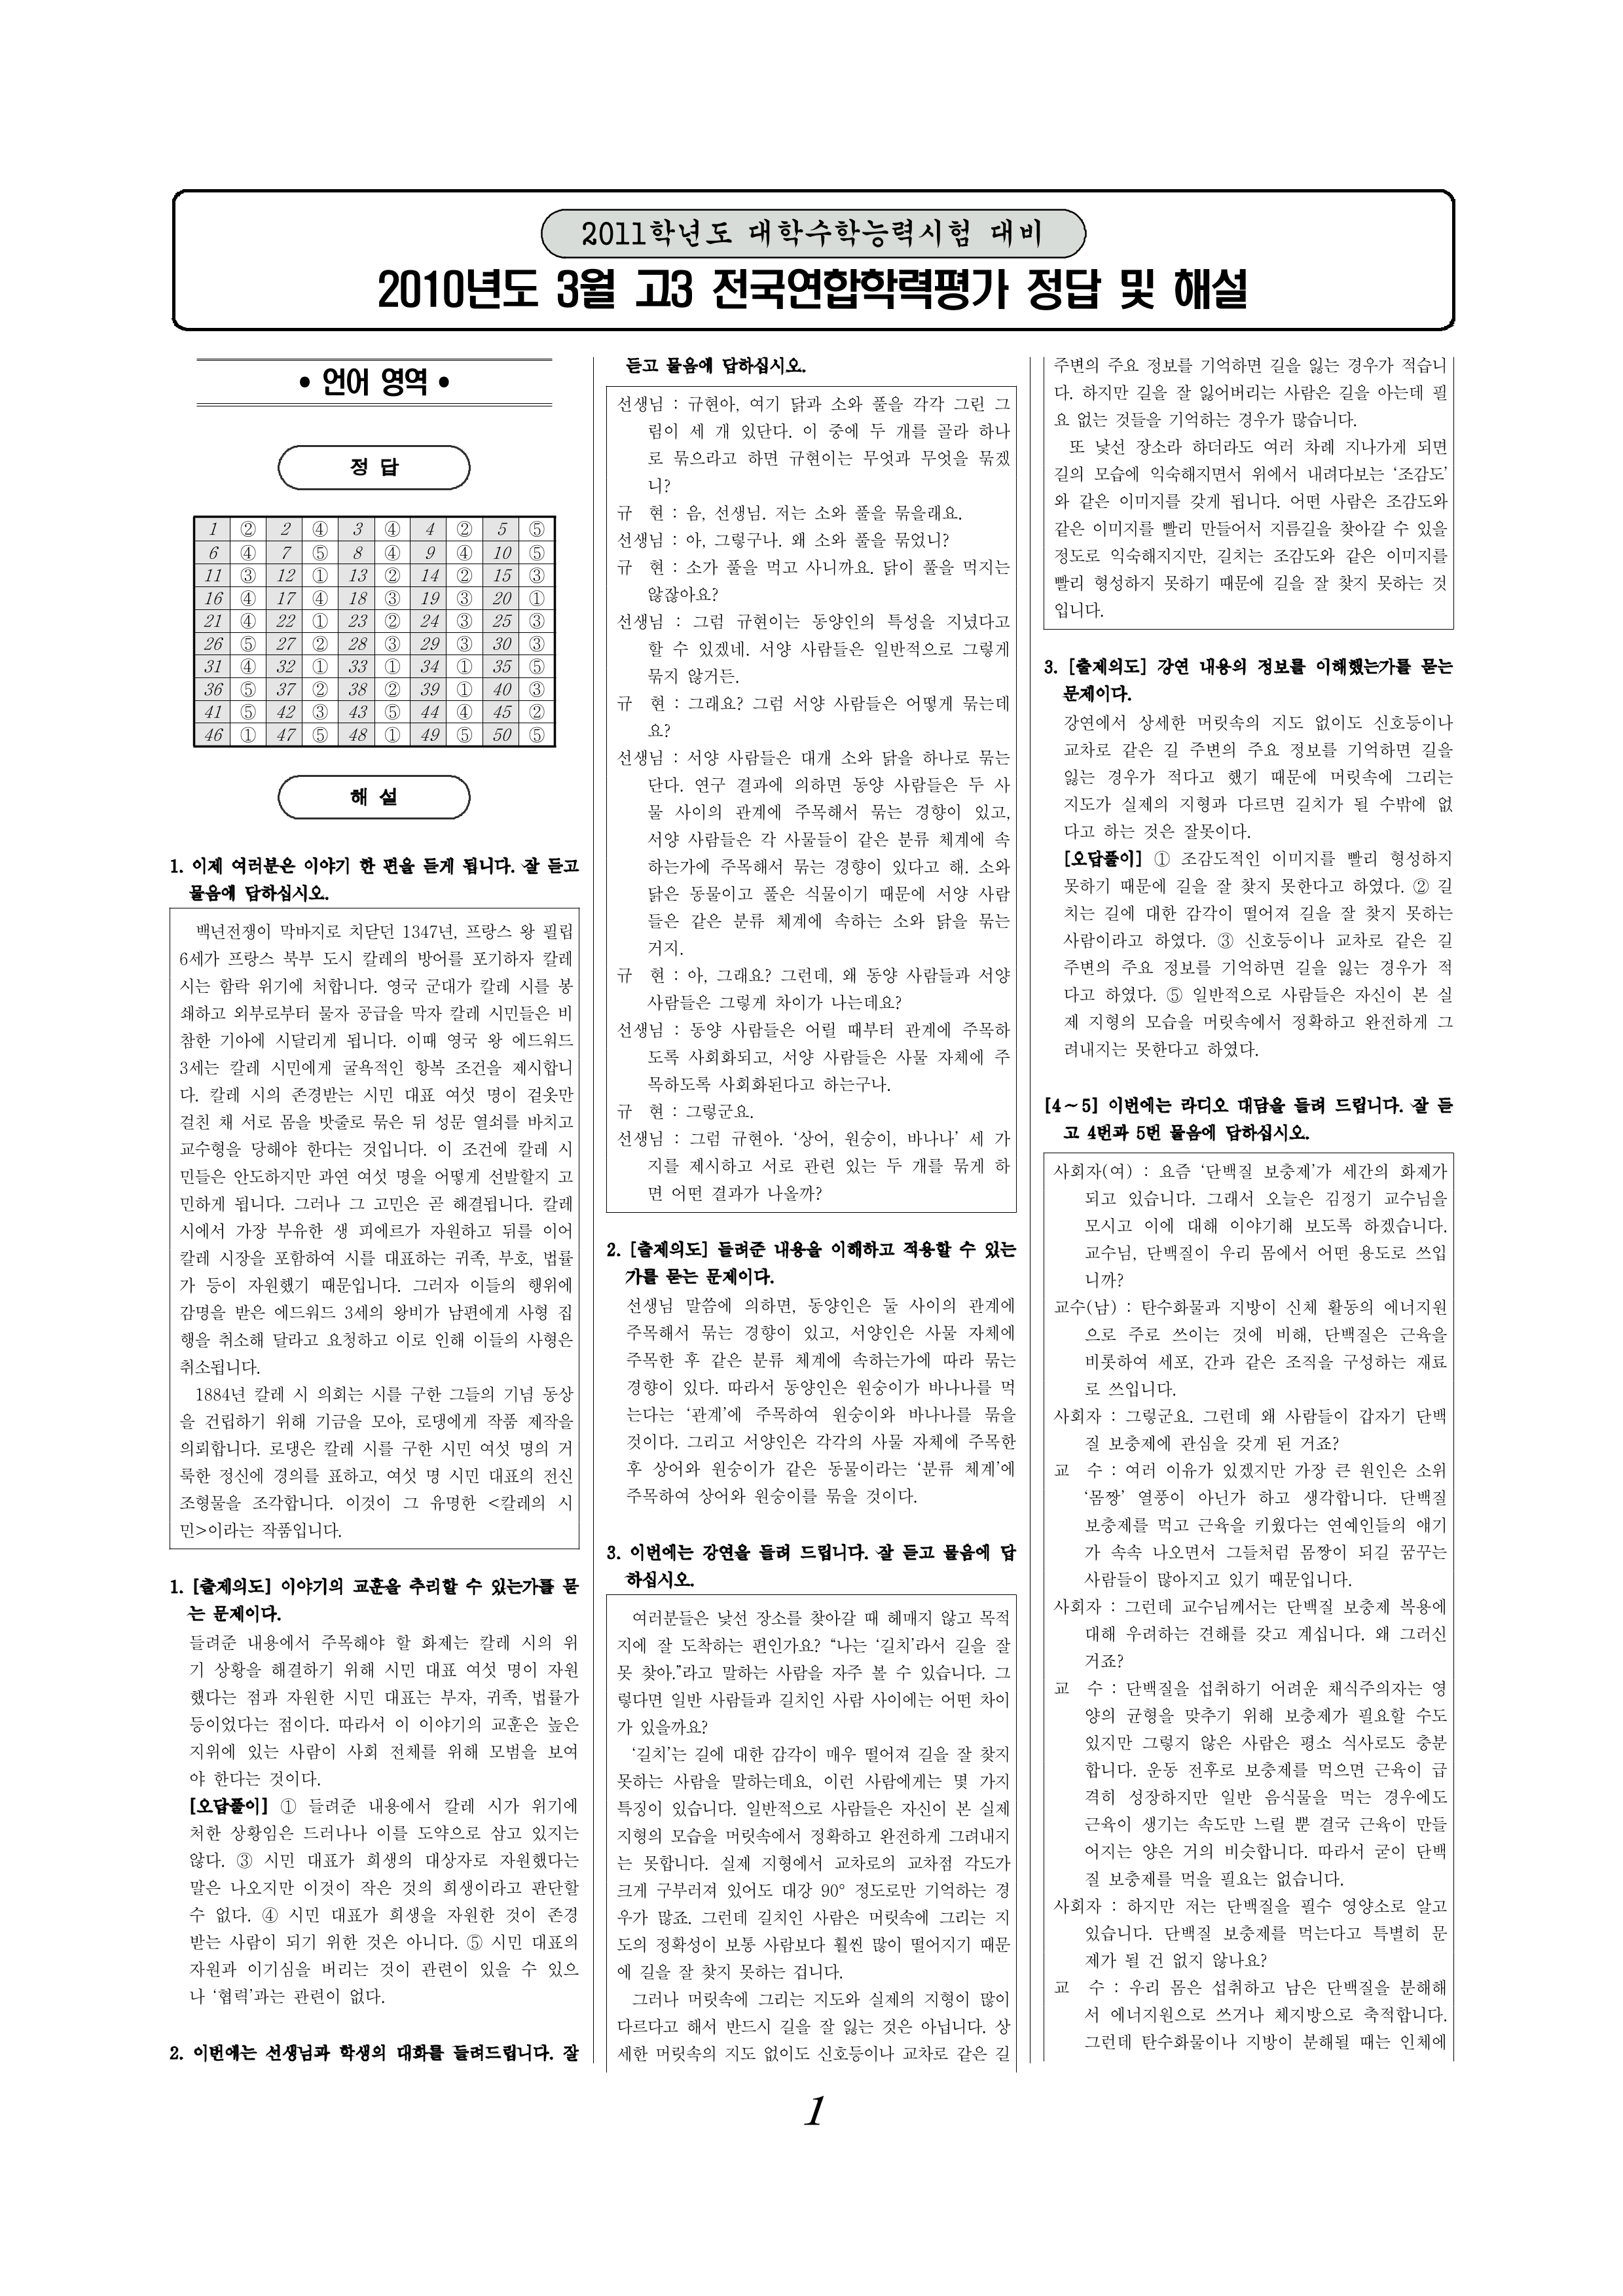 2011학년도 대학수학능력시험 대비
2010년도 3월 고3 전국연합학력평가 정답 및 해설
• 언어 영역 •
정 답
1 ② 2 ④ 3 ④ 4 ② 5 ⑤
6 ④ 7 ⑤ 8 ④ 9 ④ 10 ⑤
11 ③ 12 ① 13 ② 14 ② 15 ③
16 ④ 17 ④ 18 ③ 19 ③ 20 ①
21 ④ 22 ① 23 ② 24 ③ 25 ③
26 ⑤ 27 ② 28 ③ 29 ③ 30 ③
31 ④ 32 ① 33 ① 34 ① 35 ⑤
36 ⑤ 37 ② 38 ② 39 ① 40 ③
41 ⑤ 42 ③ 43 ⑤ 44 ④ 45 ②
46 ① 47 ⑤ 48 ① 49 ⑤ 50 ⑤
해 설
1. 이제 여러분은 이야기 한 편을 듣게 됩니다. 잘 듣고
물음에 답하십시오.
백년전쟁이 막바지로 치닫던 1347년, 프랑스 왕 필립
6세가 프랑스 북부 도시 칼레의 방어를 포기하자 칼레
시는 함락 위기에 처합니다. 영국 군대가 칼레 시를 봉
쇄하고 외부로부터 물자 공급을 막자 칼레 시민들은 비
참한 기아에 시달리게 됩니다. 이때 영국 왕 에드워드
3세는 칼레 시민에게 굴욕적인 항복 조건을 제시합니
다. 칼레 시의 존경받는 시민 대표 여섯 명이 겉옷만
걸친 채 서로 몸을 밧줄로 묶은 뒤 성문 열쇠를 바치고
교수형을 당해야 한다는 것입니다. 이 조건에 칼레 시
민들은 안도하지만 과연 여섯 명을 어떻게 선발할지 고
민하게 됩니다. 그러나 그 고민은 곧 해결됩니다. 칼레
시에서 가장 부유한 생 피에르가 자원하고 뒤를 이어
칼레 시장을 포함하여 시를 대표하는 귀족, 부호, 법률
가 등이 자원했기 때문입니다. 그러자 이들의 행위에
감명을 받은 에드워드 3세의 왕비가 남편에게 사형 집
행을 취소해 달라고 요청하고 이로 인해 이들의 사형은
취소됩니다.
1884년 칼레 시 의회는 시를 구한 그들의 기념 동상
을 건립하기 위해 기금을 모아, 로댕에게 작품 제작을
의뢰합니다. 로댕은 칼레 시를 구한 시민 여섯 명의 거
룩한 정신에 경의를 표하고, 여섯 명 시민 대표의 전신
조형물을 조각합니다. 이것이 그 유명한 <칼레의 시
민>이라는 작품입니다.
1. [출제의도] 이야기의 교훈을 추리할 수 있는가를 묻
는 문제이다.
들려준 내용에서 주목해야 할 화제는 칼레 시의 위
기 상황을 해결하기 위해 시민 대표 여섯 명이 자원
했다는 점과 자원한 시민 대표는 부자, 귀족, 법률가
등이었다는 점이다. 따라서 이 이야기의 교훈은 높은
지위에 있는 사람이 사회 전체를 위해 모범을 보여
야 한다는 것이다.
[오답풀이] ① 들려준 내용에서 칼레 시가 위기에
처한 상황임은 드러나나 이를 도약으로 삼고 있지는
않다. ③ 시민 대표가 희생의 대상자로 자원했다는
말은 나오지만 이것이 작은 것의 희생이라고 판단할
수 없다. ④ 시민 대표가 희생을 자원한 것이 존경
받는 사람이 되기 위한 것은 아니다. ⑤ 시민 대표의
자원과 이기심을 버리는 것이 관련이 있을 수 있으
나 ‘협력’과는 관련이 없다.
2. 이번에는 선생님과 학생의 대화를 들려드립니다. 잘
듣고 물음에 답하십시오.
선생님 : 규현아, 여기 닭과 소와 풀을 각각 그린 그
림이 세 개 있단다. 이 중에 두 개를 골라 하나
로 묶으라고 하면 규현이는 무엇과 무엇을 묶겠
니?
규 현 : 음, 선생님. 저는 소와 풀을 묶을래요.
선생님 : 아, 그렇구나. 왜 소와 풀을 묶었니?
규 현 : 소가 풀을 먹고 사니까요. 닭이 풀을 먹지는
않잖아요?
선생님 : 그럼 규현이는 동양인의 특성을 지녔다고
할 수 있겠네. 서양 사람들은 일반적으로 그렇게
묶지 않거든.
규 현 : 그래요? 그럼 서양 사람들은 어떻게 묶는데
요?
선생님 : 서양 사람들은 대개 소와 닭을 하나로 묶는
단다. 연구 결과에 의하면 동양 사람들은 두 사
물 사이의 관계에 주목해서 묶는 경향이 있고,
서양 사람들은 각 사물들이 같은 분류 체계에 속
하는가에 주목해서 묶는 경향이 있다고 해. 소와
닭은 동물이고 풀은 식물이기 때문에 서양 사람
들은 같은 분류 체계에 속하는 소와 닭을 묶는
거지.
규 현 : 아, 그래요? 그런데, 왜 동양 사람들과 서양
사람들은 그렇게 차이가 나는데요?
선생님 : 동양 사람들은 어릴 때부터 관계에 주목하
도록 사회화되고, 서양 사람들은 사물 자체에 주
목하도록 사회화된다고 하는구나.
규 현 : 그렇군요.
선생님 : 그럼 규현아. ‘상어, 원숭이, 바나나’ 세 가
지를 제시하고 서로 관련 있는 두 개를 묶게 하
면 어떤 결과가 나올까?
2. [출제의도] 들려준 내용을 이해하고 적용할 수 있는
가를 묻는 문제이다.
선생님 말씀에 의하면, 동양인은 둘 사이의 관계에
주목해서 묶는 경향이 있고, 서양인은 사물 자체에
주목한 후 같은 분류 체계에 속하는가에 따라 묶는
경향이 있다. 따라서 동양인은 원숭이가 바나나를 먹
는다는 ‘관계’에 주목하여 원숭이와 바나나를 묶을
것이다. 그리고 서양인은 각각의 사물 자체에 주목한
후 상어와 원숭이가 같은 동물이라는 ‘분류 체계’에
주목하여 상어와 원숭이를 묶을 것이다.
3. 이번에는 강연을 들려 드립니다. 잘 듣고 물음에 답
하십시오.
여러분들은 낯선 장소를 찾아갈 때 헤매지 않고 목적
지에 잘 도착하는 편인가요? “나는 ‘길치’라서 길을 잘
못 찾아.”라고 말하는 사람을 자주 볼 수 있습니다. 그
렇다면 일반 사람들과 길치인 사람 사이에는 어떤 차이
가 있을까요?
‘길치’는 길에 대한 감각이 매우 떨어져 길을 잘 찾지
못하는 사람을 말하는데요, 이런 사람에게는 몇 가지
특징이 있습니다. 일반적으로 사람들은 자신이 본 실제
지형의 모습을 머릿속에서 정확하고 완전하게 그려내지
는 못합니다. 실제 지형에서 교차로의 교차점 각도가
크게 구부러져 있어도 대강 90° 정도로만 기억하는 경
우가 많죠. 그런데 길치인 사람은 머릿속에 그리는 지
도의 정확성이 보통 사람보다 훨씬 많이 떨어지기 때문
에 길을 잘 찾지 못하는 겁니다.
그러나 머릿속에 그리는 지도와 실제의 지형이 많이
다르다고 해서 반드시 길을 잘 잃는 것은 아닙니다. 상
세한 머릿속의 지도 없이도 신호등이나 교차로 같은 길
주변의 주요 정보를 기억하면 길을 잃는 경우가 적습니
다. 하지만 길을 잘 잃어버리는 사람은 길을 아는데 필
요 없는 것들을 기억하는 경우가 많습니다.
또 낯선 장소라 하더라도 여러 차례 지나가게 되면
길의 모습에 익숙해지면서 위에서 내려다보는 ‘조감도’
와 같은 이미지를 갖게 됩니다. 어떤 사람은 조감도와
같은 이미지를 빨리 만들어서 지름길을 찾아갈 수 있을
정도로 익숙해지지만, 길치는 조감도와 같은 이미지를
빨리 형성하지 못하기 때문에 길을 잘 찾지 못하는 것
입니다.
3. [출제의도] 강연 내용의 정보를 이해했는가를 묻는
문제이다.
강연에서 상세한 머릿속의 지도 없이도 신호등이나
교차로 같은 길 주변의 주요 정보를 기억하면 길을
잃는 경우가 적다고 했기 때문에 머릿속에 그리는
지도가 실제의 지형과 다르면 길치가 될 수밖에 없
다고 하는 것은 잘못이다.
[오답풀이] ① 조감도적인 이미지를 빨리 형성하지
못하기 때문에 길을 잘 찾지 못한다고 하였다. ② 길
치는 길에 대한 감각이 떨어져 길을 잘 찾지 못하는
사람이라고 하였다. ③ 신호등이나 교차로 같은 길
주변의 주요 정보를 기억하면 길을 잃는 경우가 적
다고 하였다. ⑤ 일반적으로 사람들은 자신이 본 실
제 지형의 모습을 머릿속에서 정확하고 완전하게 그
려내지는 못한다고 하였다.
[4～5] 이번에는 라디오 대담을 들려 드립니다. 잘 듣
고 4번과 5번 물음에 답하십시오.
사회자(여) : 요즘 ‘단백질 보충제’가 세간의 화제가
되고 있습니다. 그래서 오늘은 김정기 교수님을
모시고 이에 대해 이야기해 보도록 하겠습니다.
교수님, 단백질이 우리 몸에서 어떤 용도로 쓰입
니까?
교수(남) : 탄수화물과 지방이 신체 활동의 에너지원
으로 주로 쓰이는 것에 비해, 단백질은 근육을
비롯하여 세포, 간과 같은 조직을 구성하는 재료
로 쓰입니다.
사회자 : 그렇군요. 그런데 왜 사람들이 갑자기 단백
질 보충제에 관심을 갖게 된 거죠?
교 수 : 여러 이유가 있겠지만 가장 큰 원인은 소위
‘몸짱’ 열풍이 아닌가 하고 생각합니다. 단백질
보충제를 먹고 근육을 키웠다는 연예인들의 얘기
가 속속 나오면서 그들처럼 몸짱이 되길 꿈꾸는
사람들이 많아지고 있기 때문입니다.
사회자 : 그런데 교수님께서는 단백질 보충제 복용에
대해 우려하는 견해를 갖고 계십니다. 왜 그러신
거죠?
교 수 : 단백질을 섭취하기 어려운 채식주의자는 영
양의 균형을 맞추기 위해 보충제가 필요할 수도
있지만 그렇지 않은 사람은 평소 식사로도 충분
합니다. 운동 전후로 보충제를 먹으면 근육이 급
격히 성장하지만 일반 음식물을 먹는 경우에도
근육이 생기는 속도만 느릴 뿐 결국 근육이 만들
어지는 양은 거의 비슷합니다. 따라서 굳이 단백
질 보충제를 먹을 필요는 없습니다.
사회자 : 하지만 저는 단백질을 필수 영양소로 알고
있습니다. 단백질 보충제를 먹는다고 특별히 문
제가 될 건 없지 않나요?
교 수 : 우리 몸은 섭취하고 남은 단백질을 분해해
서 에너지원으로 쓰거나 체지방으로 축적합니다.
그런데 탄수화물이나 지방이 분해될 때는 인체에
1